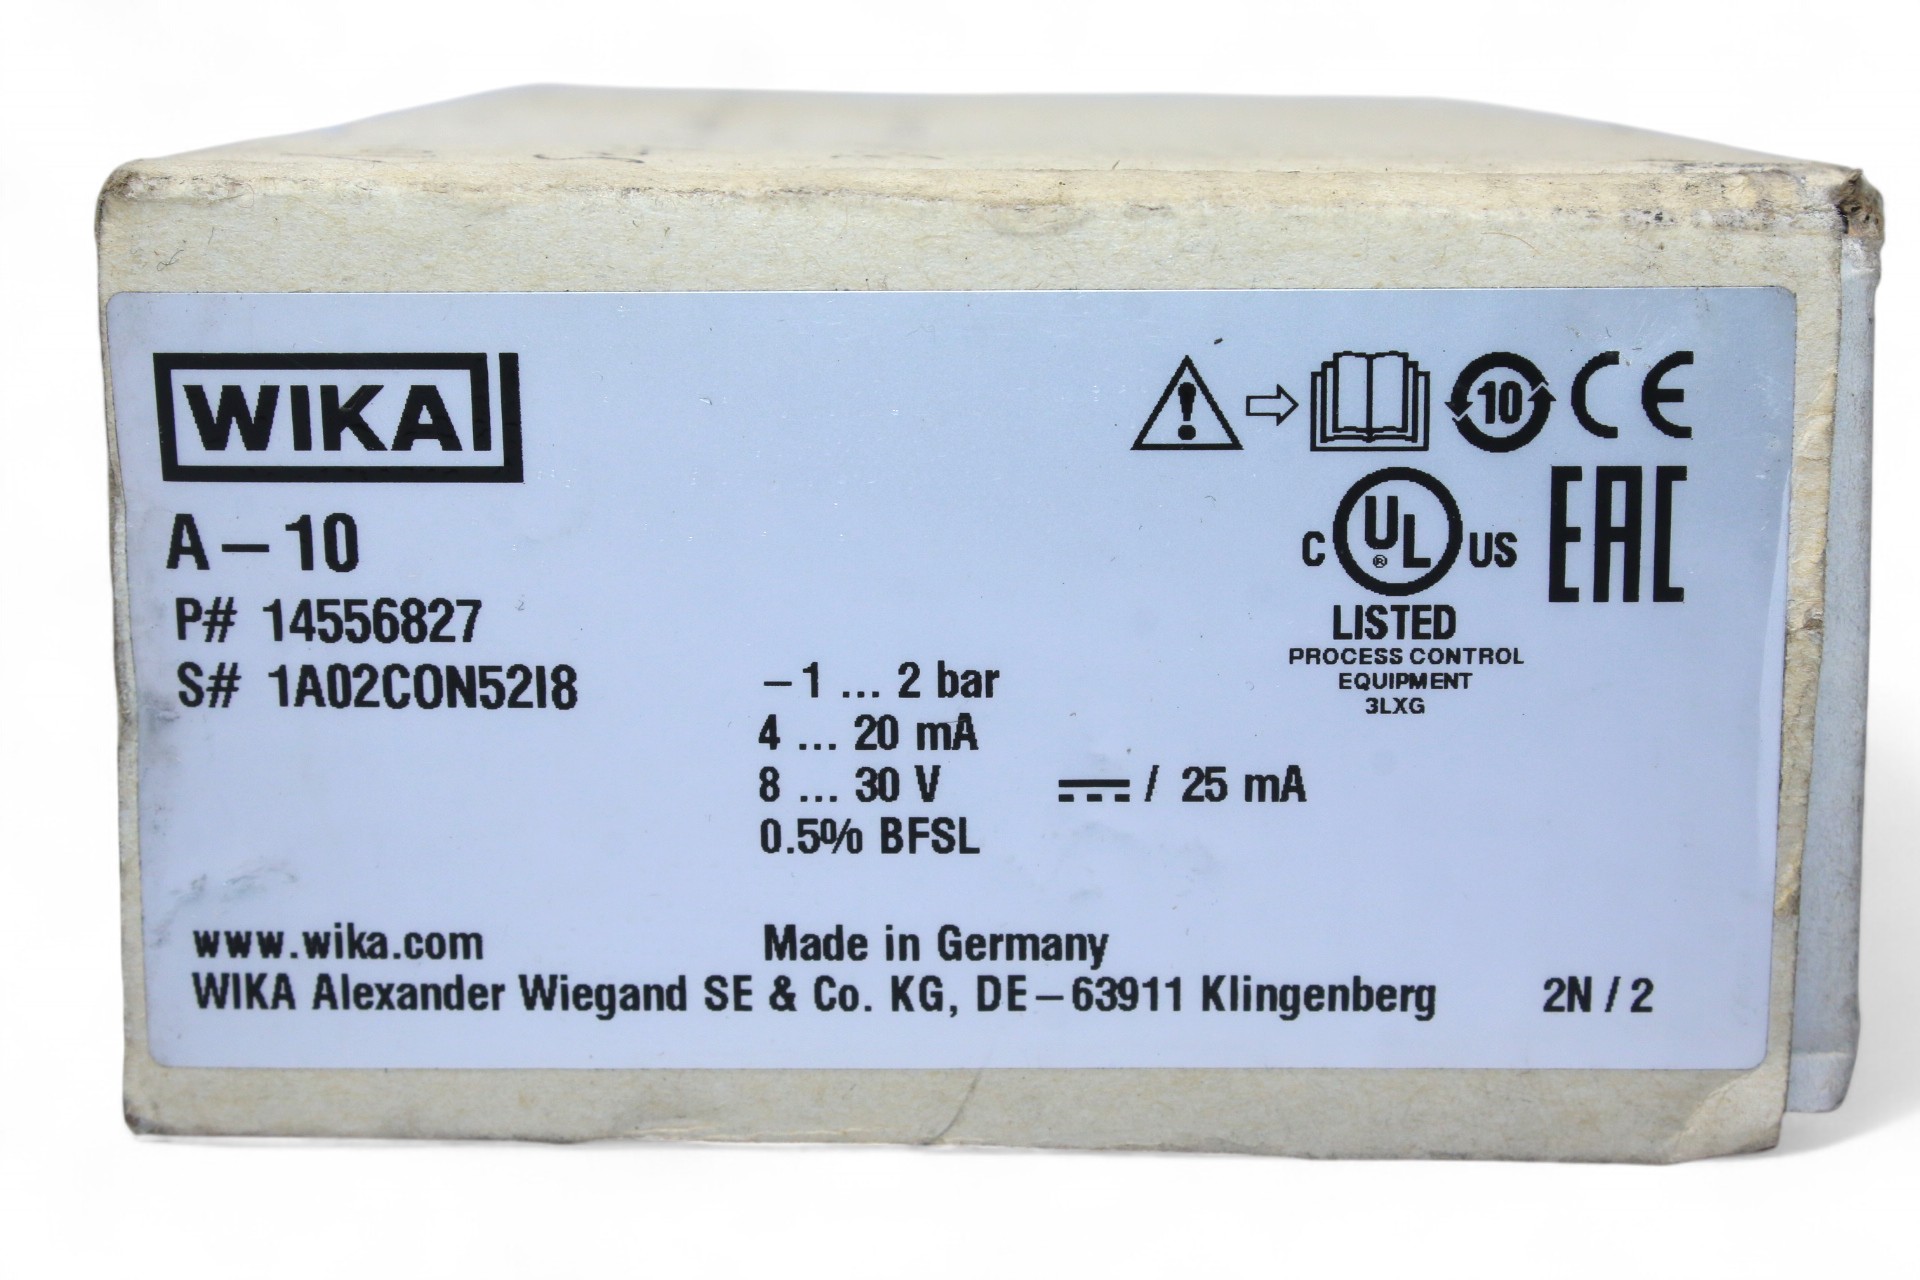 WIKA
A-10
P# 14556827
S# 1A02CON52I8
-1 ... 2 bar
4 ... 20 mA
8 ... 30 V ⎓ / 25 mA
0.5% BFSL
10 CE
C UL® US EAC
LISTED
PROCESS CONTROL
EQUIPMENT
3LXG
www.wika.com Made in Germany
WIKA Alexander Wiegand SE & Co. KG, DE-63911 Klingenberg 2N / 2